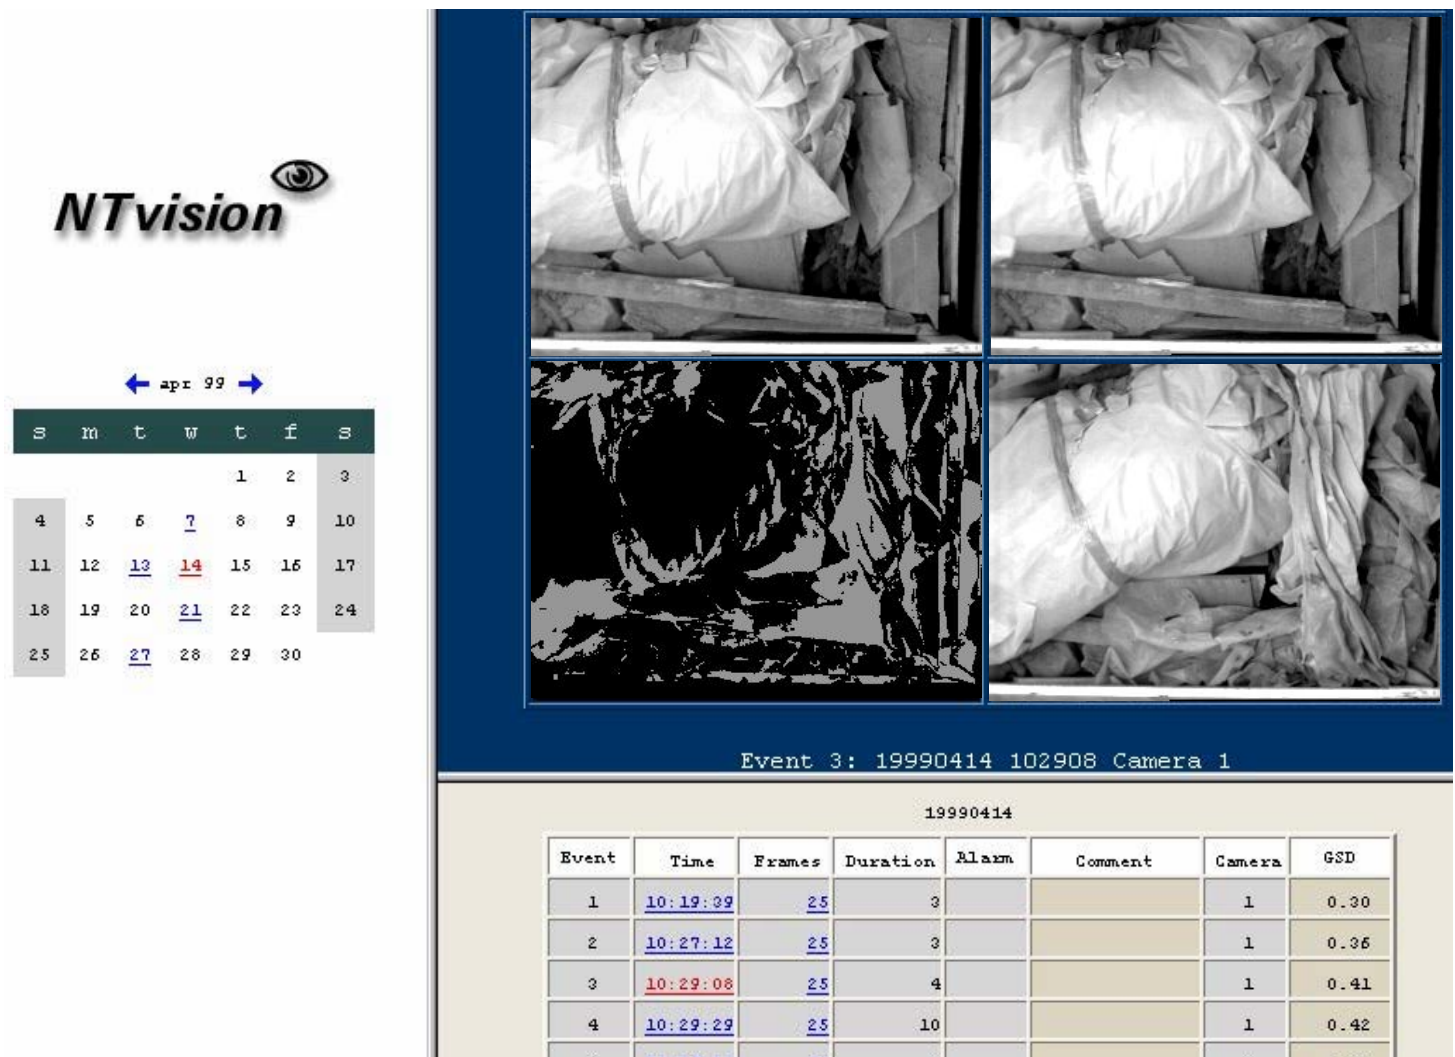 NTvision
apr 99
s m t w t f s
1 2 3
4 5 6 7 8 9 10
11 12 13 14 15 16 17
18 19 20 21 22 23 24
25 26 27 28 29 30
Event 3: 19990414 102908 Camera 1
19990414
Event Time Frames Duration Alarm Comment Camera GSD
1 10:19:39 25 3 1 0.30
2 10:27:12 25 3 1 0.36
3 10:29:08 25 4 1 0.41
4 10:29:29 25 10 1 0.42